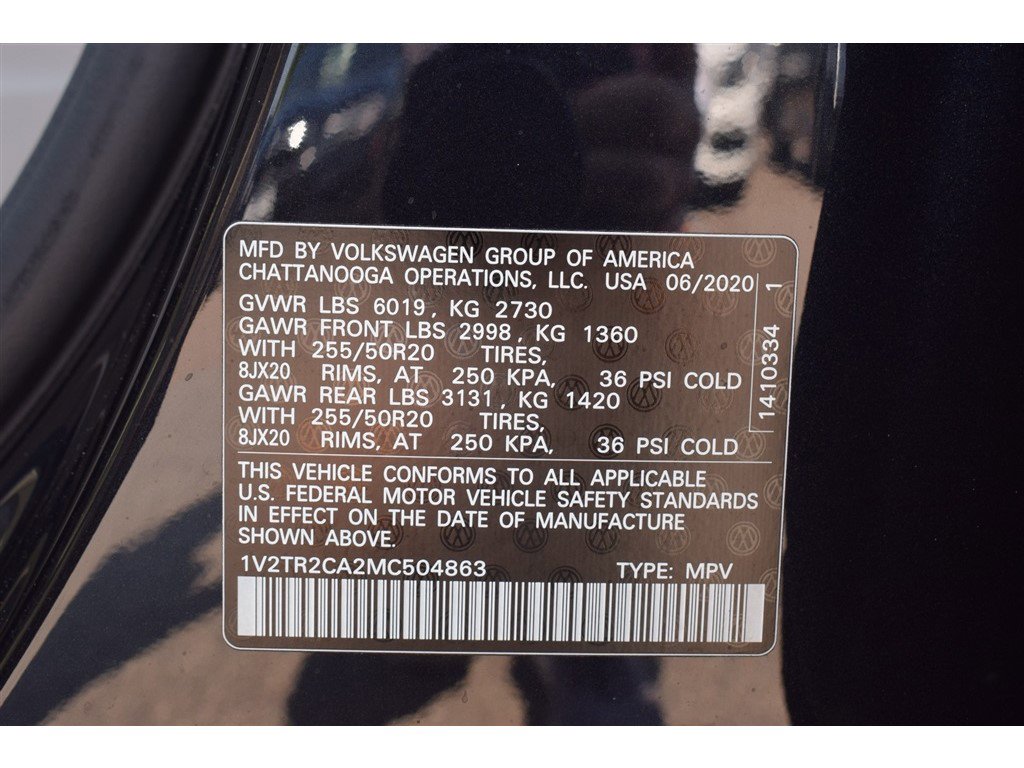 MFD BY VOLKSWAGEN GROUP OF AMERICA
CHATTANOOGA OPERATIONS, LLC. USA 06/2020
GVWR LBS 6019, KG 2730
GAWR FRONT LBS 2998, KG 1360
WITH 255/50R20 TIRES,
8JX20 RIMS, AT 250 KPA, 36 PSI COLD
GAWR REAR LBS 3131, KG 1420
WITH 255/50R20 TIRES,
8JX20 RIMS, AT 250 KPA, 36 PSI COLD
1410334 1
THIS VEHICLE CONFORMS TO ALL APPLICABLE
U.S. FEDERAL MOTOR VEHICLE SAFETY STANDARDS
IN EFFECT ON THE DATE OF MANUFACTURE
SHOWN ABOVE.
1V2TR2CA2MC504863 TYPE: MPV